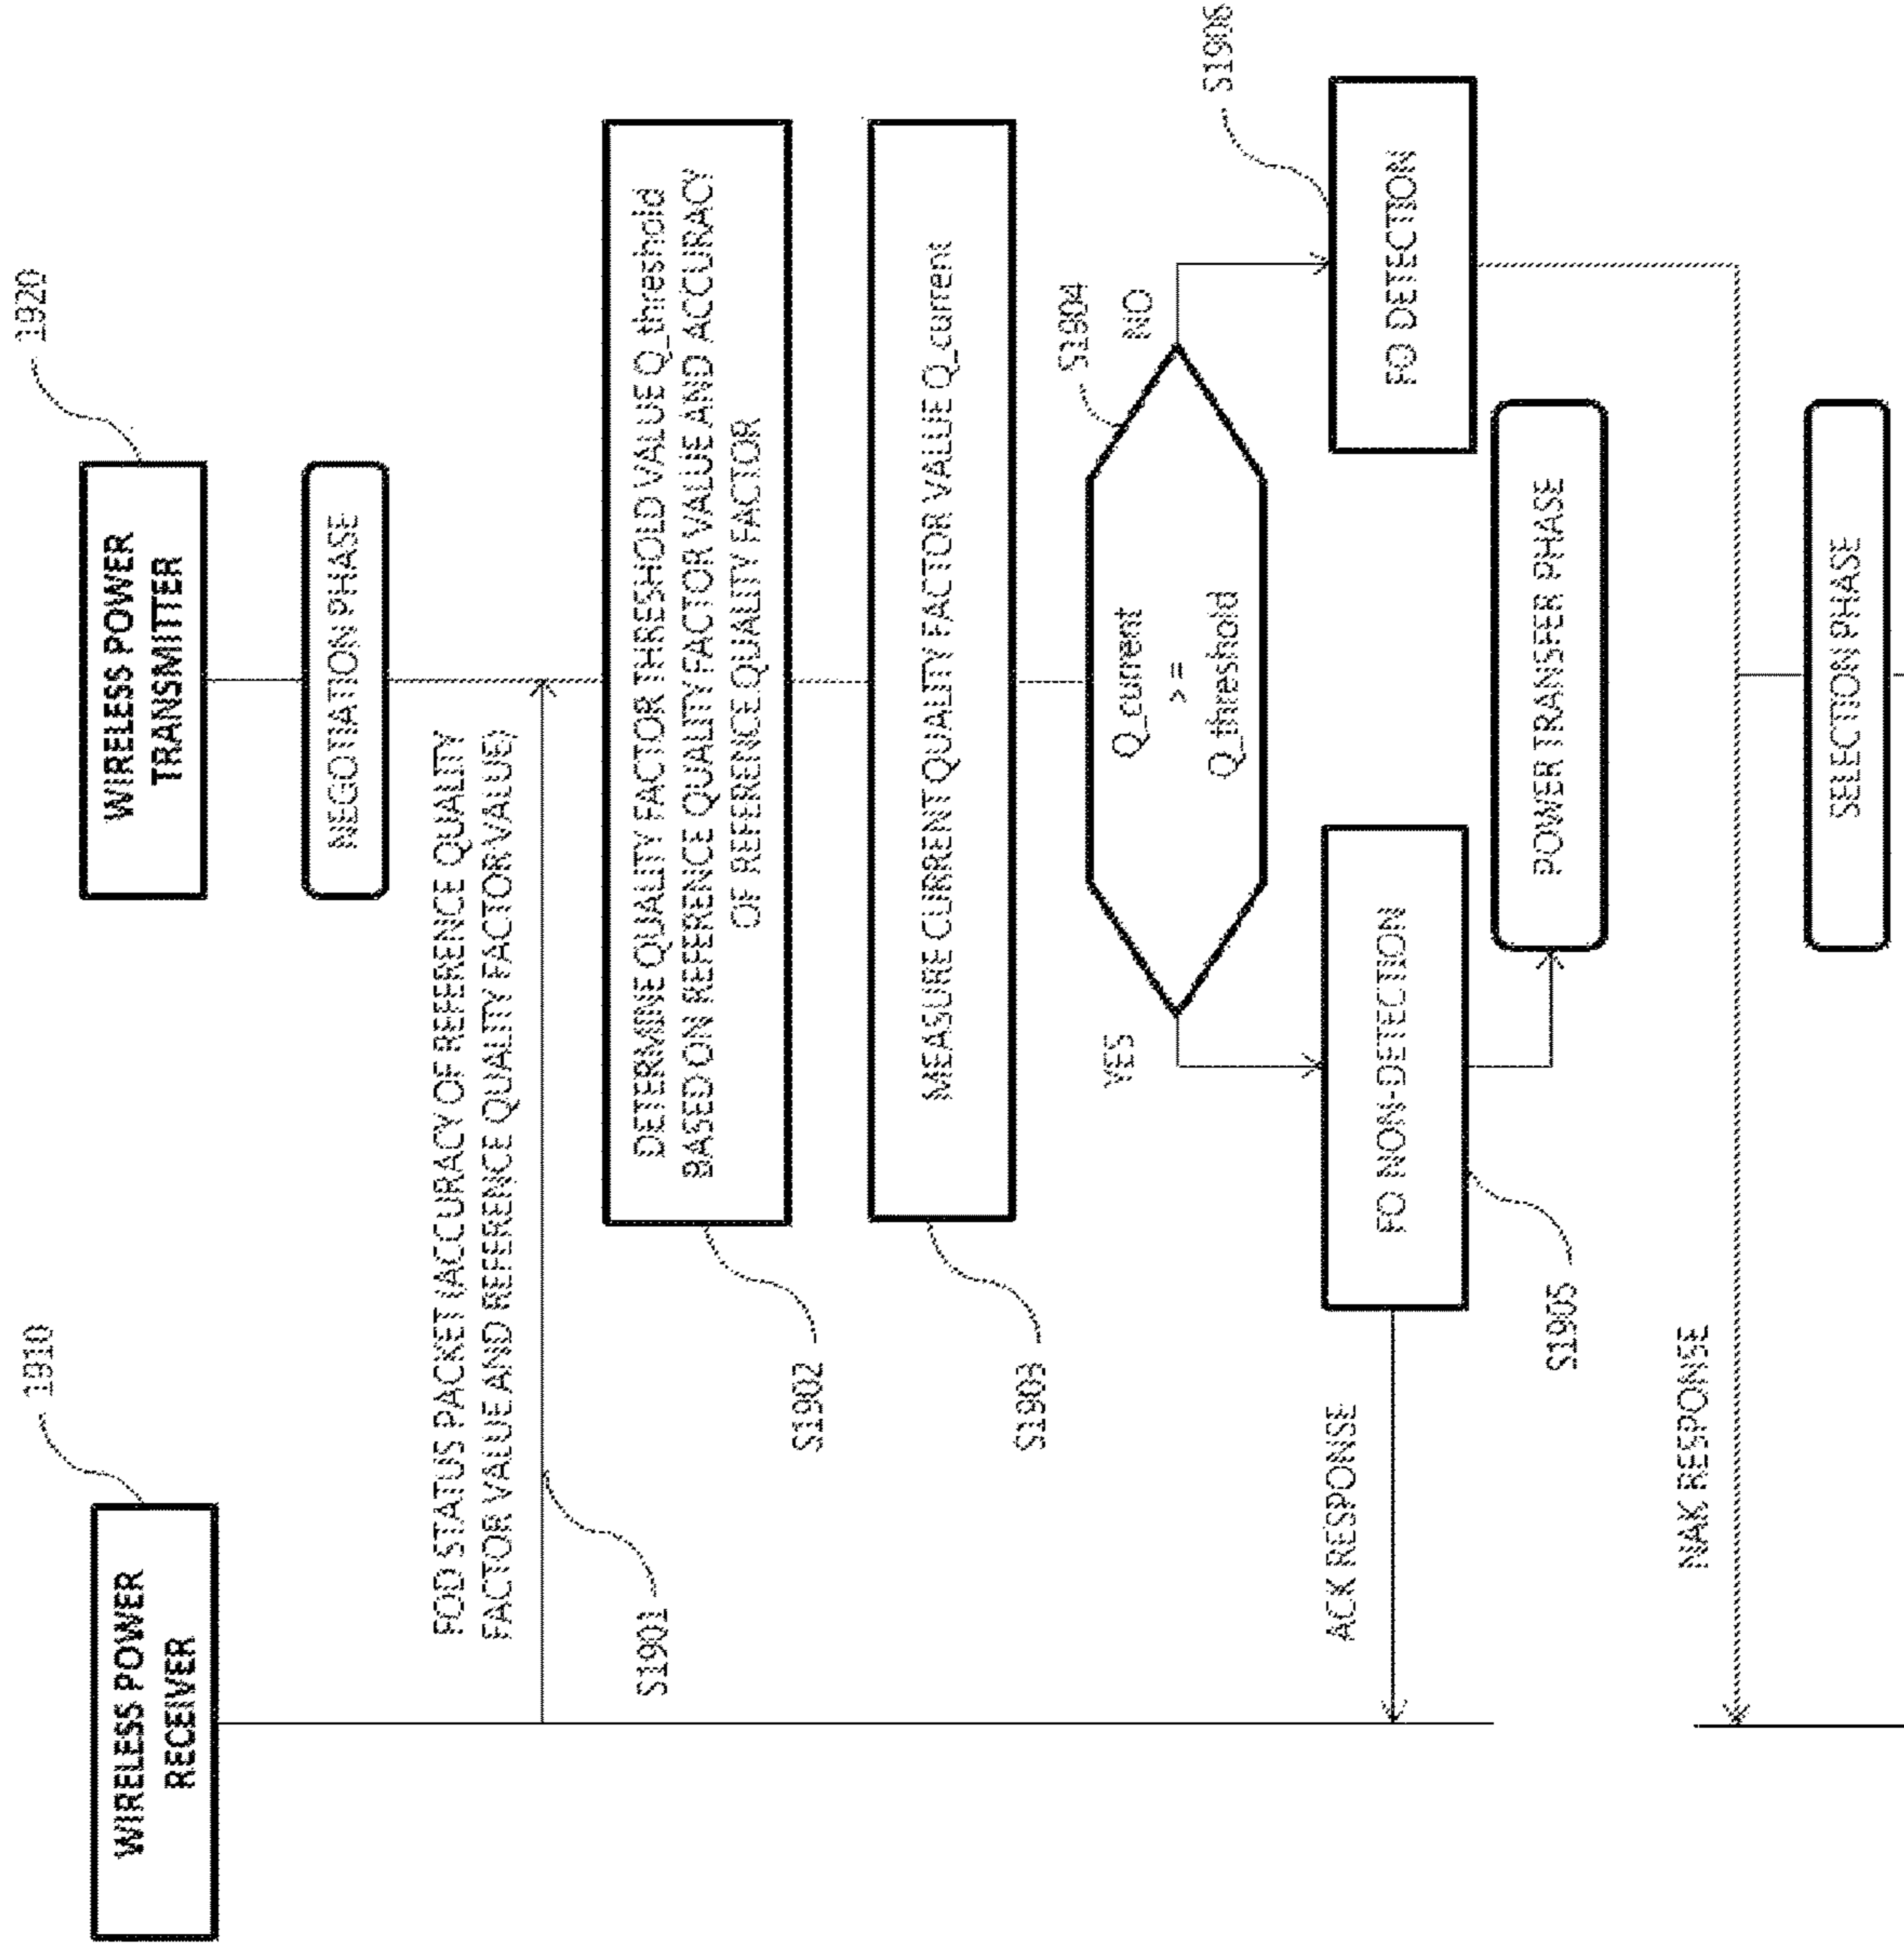 1910
WIRELESS POWER
RECEIVER
1920
WIRELESS POWER
TRANSMITTER
NEGOTIATION PHASE
FOD STATUS PACKET (ACCURACY OF REFERENCE QUALITY
FACTOR VALUE AND REFERENCE QUALITY FACTOR VALUE)
S1901
DETERMINE QUALITY FACTOR THRESHOLD VALUE Q_threshold
BASED ON REFERENCE QUALITY FACTOR VALUE AND ACCURACY
OF REFERENCE QUALITY FACTOR
S1902
MEASURE CURRENT QUALITY FACTOR VALUE Q_current
S1903
S1904
YES
Q_current
>=
Q_threshold
NO
S1906
ACK RESPONSE
FO NON-DETECTION
FO DETECTION
S1905
POWER TRANSFER PHASE
NAK RESPONSE
SELECTION PHASE